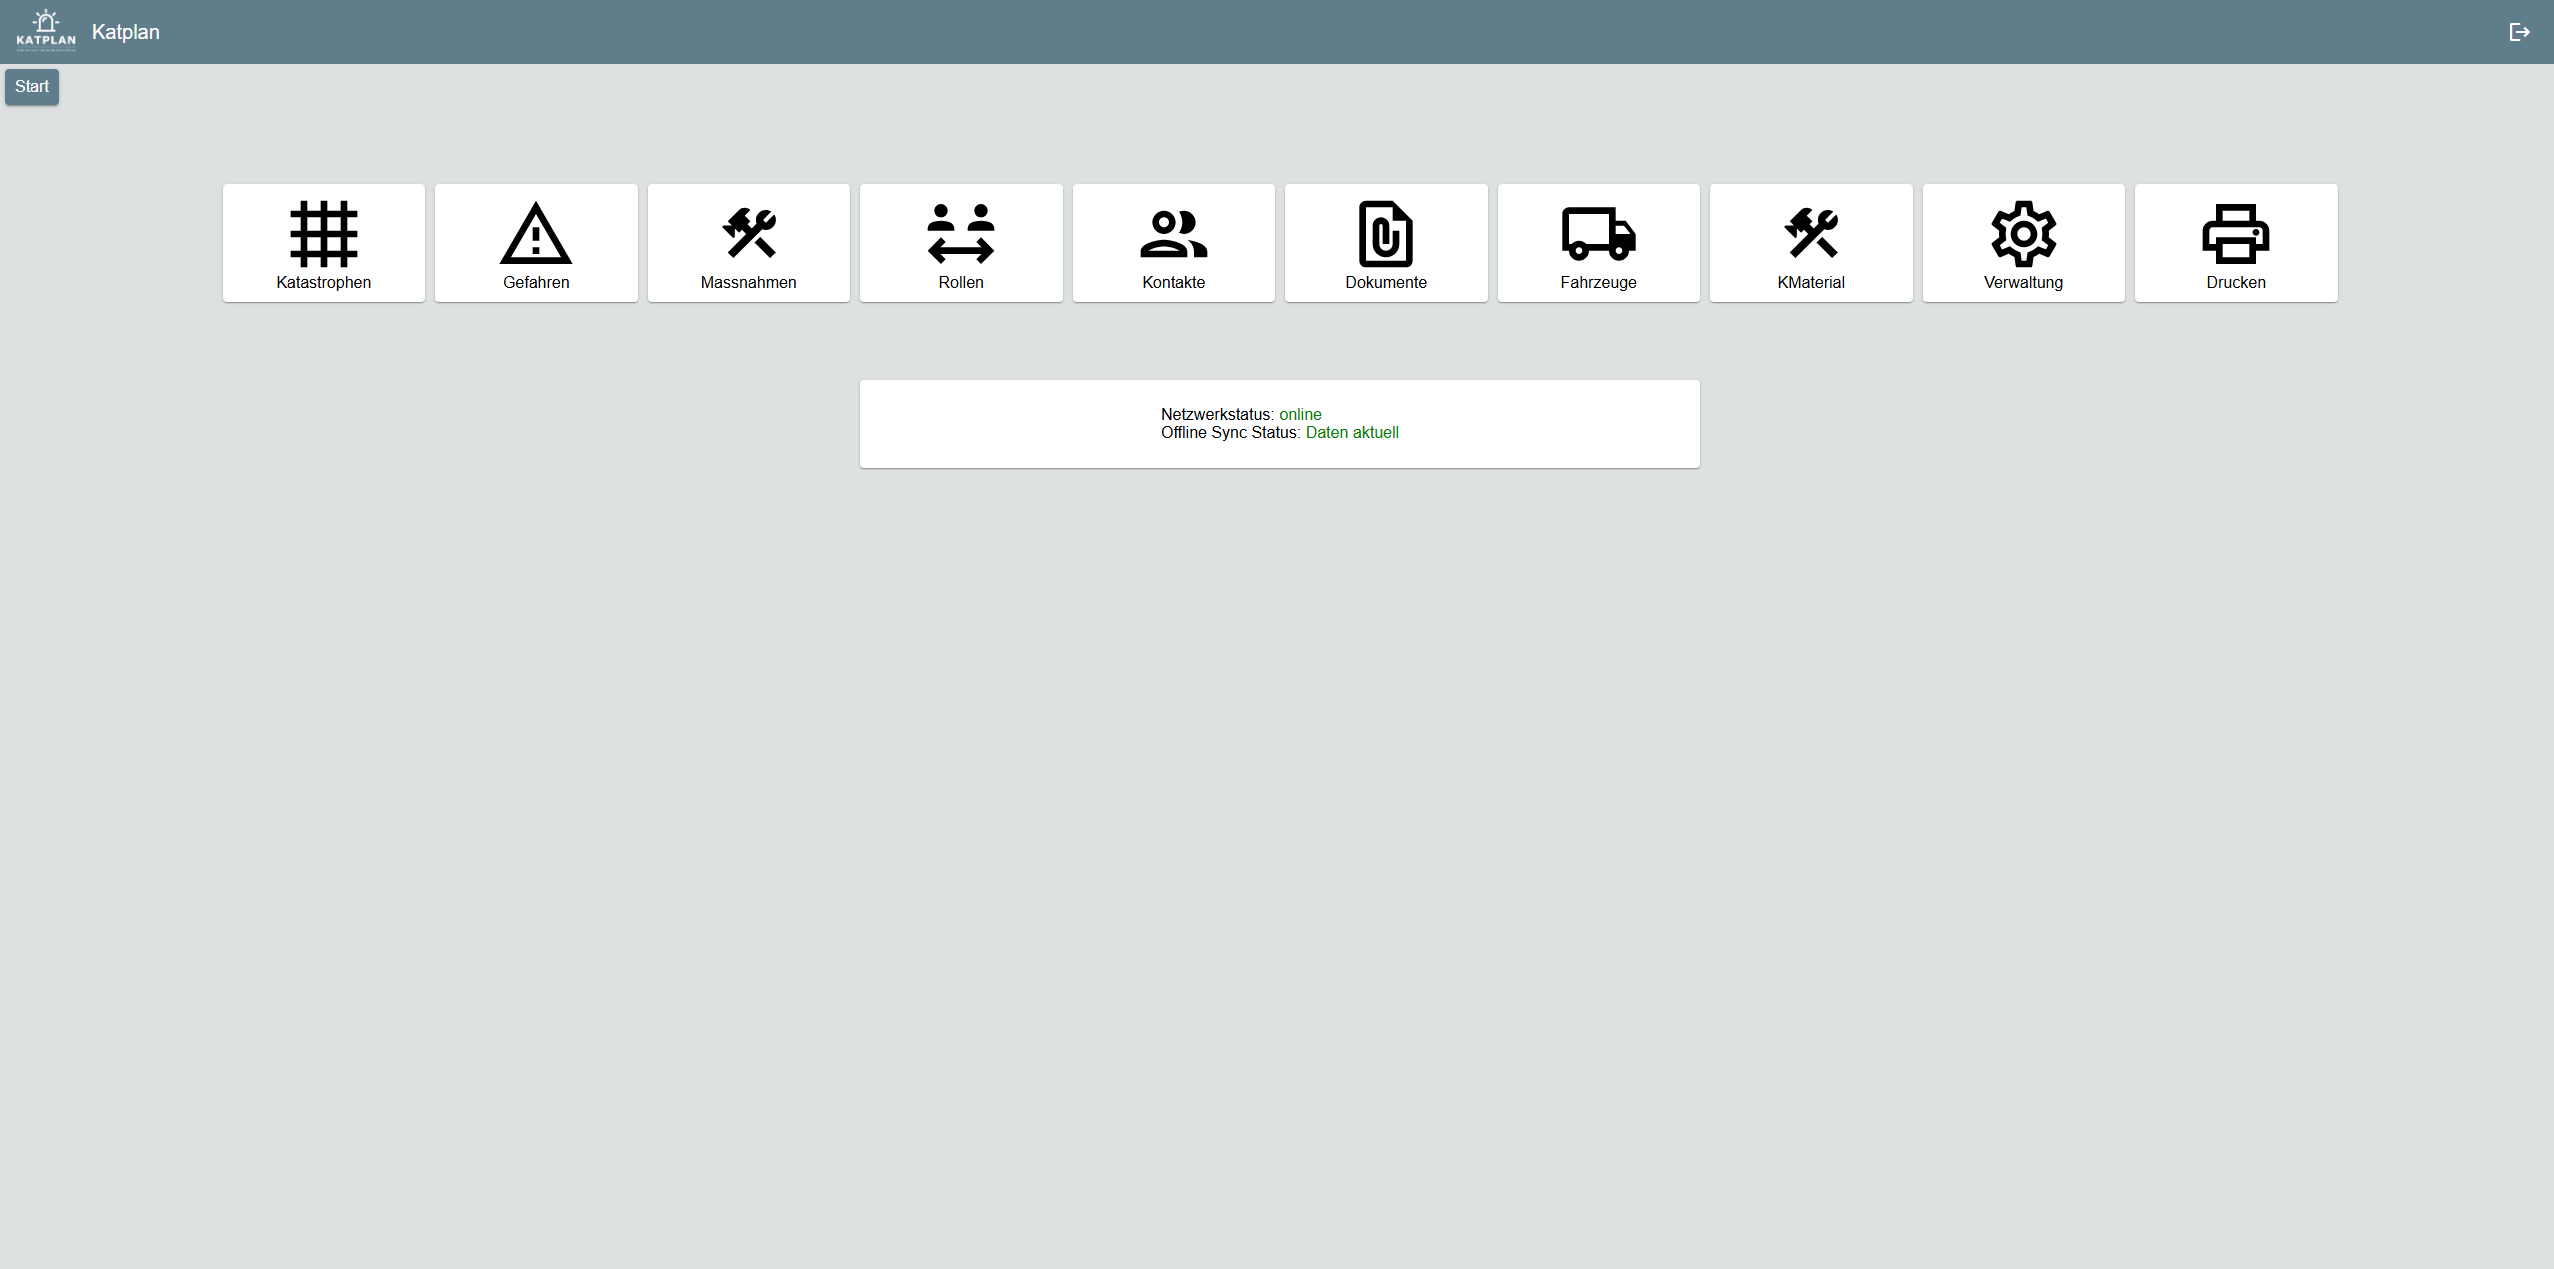 KATPLAN
Katplan
Start
Katastrophen
Gefahren
Massnahmen
Rollen
Kontakte
Dokumente
Fahrzeuge
KMaterial
Verwaltung
Drucken
Netzwerkstatus: online
Offline Sync Status: Daten aktuell